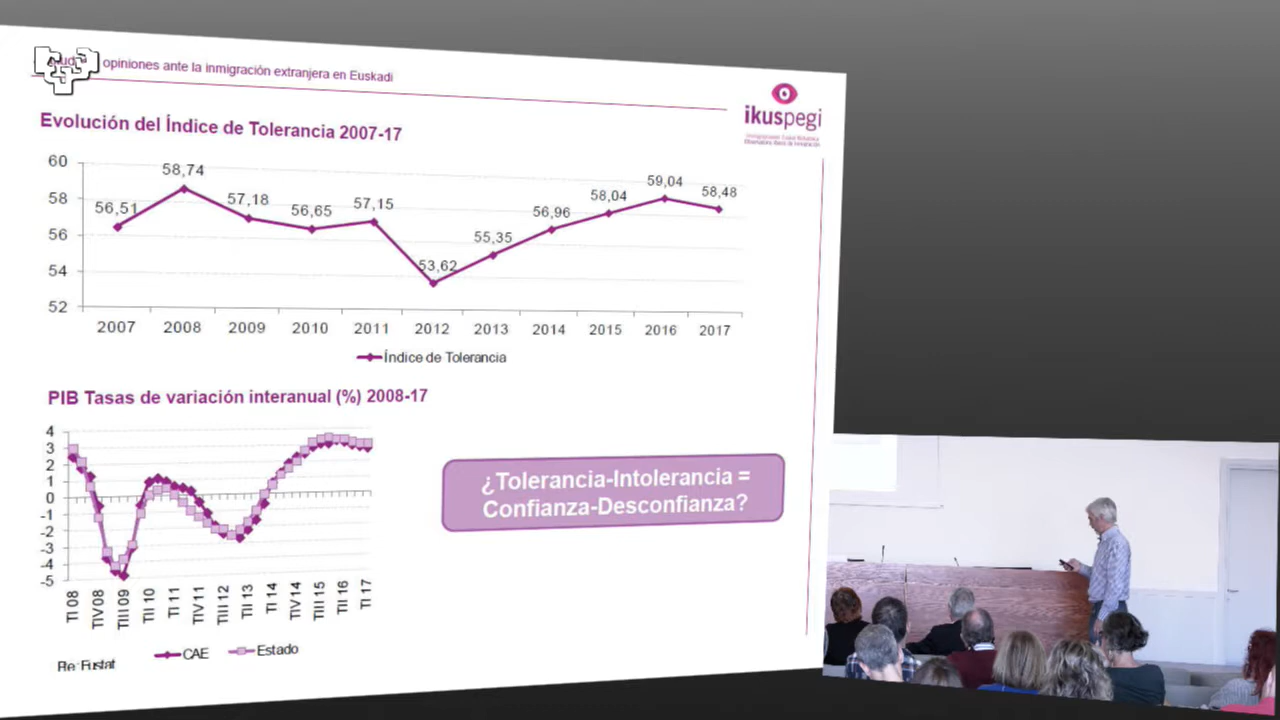 opiniones ante la inmigración extranjera en Euskadi
ikuspegi
Evolución del Índice de Tolerancia 2007-17
60
58
56
54
52
56,51
58,74
57,18
56,65
57,15
53,62
55,35
56,96
58,04
59,04
58,48
2007 2008 2009 2010 2011 2012 2013 2014 2015 2016 2017
Índice de Tolerancia
PIB Tasas de variación interanual (%) 2008-17
4
3
2
1
0
-1
-2
-3
-4
-5
TI 08 TIV08 TIII 09 TII 10 TI 11 TIV11 TIII 12 TII 13 TI 14 TIV14 TIII 15 TII 16 TI 17
CAE Estado
¿Tolerancia-Intolerancia =
Confianza-Desconfianza?